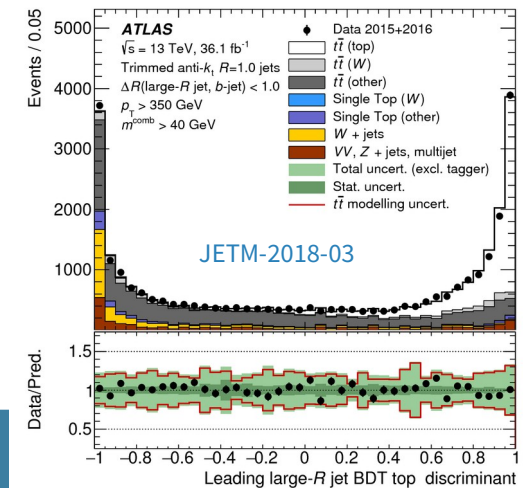 Events / 0.05
5000
4000
3000
2000
1000
ATLAS
√s = 13 TeV, 36.1 fb⁻¹
Trimmed anti-kₜ R=1.0 jets
ΔR(large-R jet, b-jet) < 1.0
p_T > 350 GeV
m^comb > 40 GeV
Data 2015+2016
tt̄ (top)
tt̄ (W)
tt̄ (other)
Single Top (W)
Single Top (other)
W + jets
VV, Z + jets, multijet
Total uncert. (excl. tagger)
Stat. uncert.
tt̄ modelling uncert.
JETM-2018-03
Data/Pred.
1.5
1
0.5
−1 −0.8 −0.6 −0.4 −0.2 0 0.2 0.4 0.6 0.8 1
Leading large-R jet BDT top discriminant